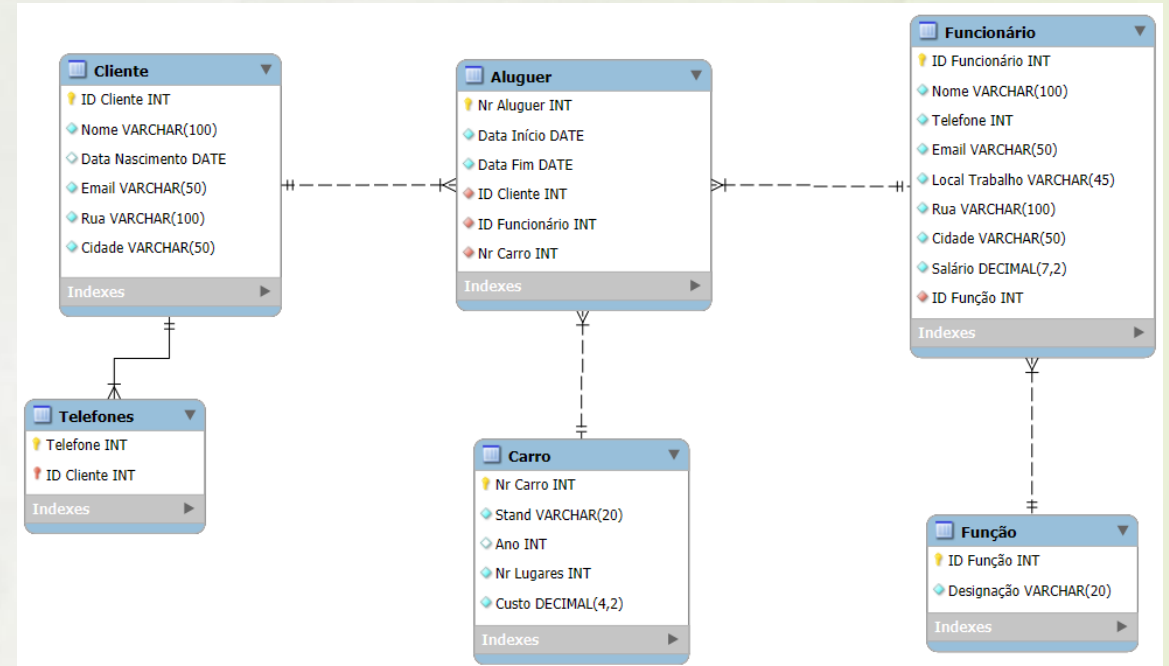 Cliente
ID Cliente INT
Nome VARCHAR(100)
Data Nascimento DATE
Email VARCHAR(50)
Rua VARCHAR(100)
Cidade VARCHAR(50)
Indexes
Telefones
Telefone INT
ID Cliente INT
Indexes
Aluguer
Nr Aluguer INT
Data Início DATE
Data Fim DATE
ID Cliente INT
ID Funcionário INT
Nr Carro INT
Indexes
Carro
Nr Carro INT
Stand VARCHAR(20)
Ano INT
Nr Lugares INT
Custo DECIMAL(4,2)
Indexes
Funcionário
ID Funcionário INT
Nome VARCHAR(100)
Telefone INT
Email VARCHAR(50)
Local Trabalho VARCHAR(45)
Rua VARCHAR(100)
Cidade VARCHAR(50)
Salário DECIMAL(7,2)
ID Função INT
Indexes
Função
ID Função INT
Designação VARCHAR(20)
Indexes